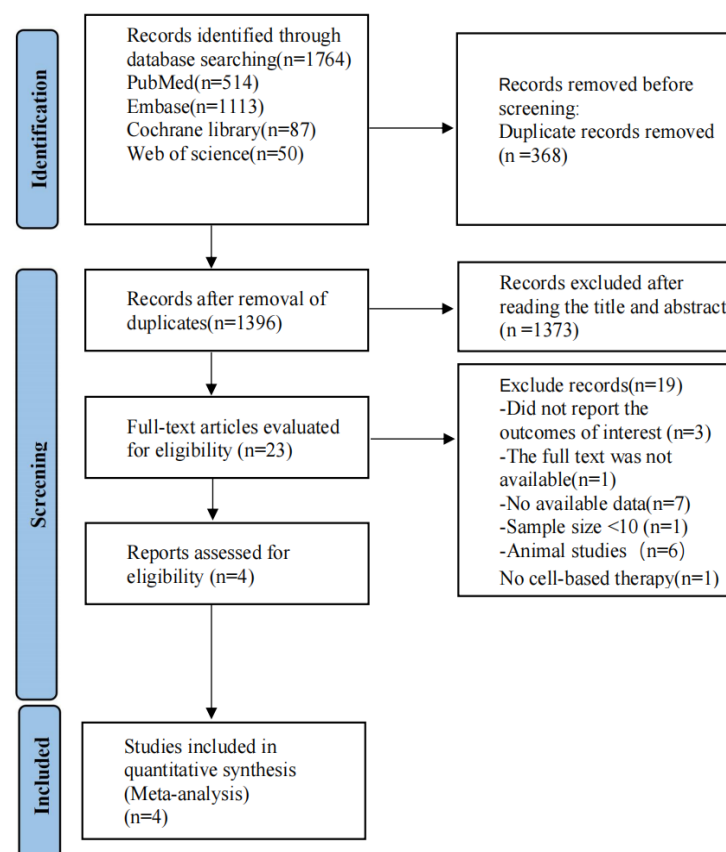 Identification
Records identified through
database searching(n=1764)
PubMed(n=514)
Embase(n=1113)
Cochrane library(n=87)
Web of science(n=50)
Records removed before
screening:
Duplicate records removed
(n =368)
Screening
Records after removal of
duplicates(n=1396)
Records excluded after
reading the title and abstract
(n =1373)
Full-text articles evaluated
for eligibility (n=23)
Exclude records(n=19)
-Did not report the
outcomes of interest (n=3)
-The full text was not
available(n=1)
-No available data(n=7)
-Sample size <10 (n=1)
-Animal studies（n=6）
No cell-based therapy(n=1)
Reports assessed for
eligibility (n=4)
Included
Studies included in
quantitative synthesis
(Meta-analysis)
(n=4)